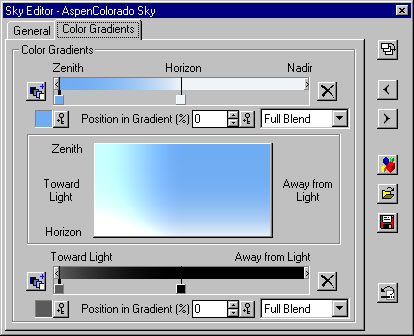 Sky Editor - AspenColorado Sky
General
Color Gradients
Color Gradients
Zenith Horizon Nadir
Position in Gradient (%) 0 Full Blend
Zenith
Toward Light
Away from Light
Horizon
Toward Light Away from Light
Position in Gradient (%) 0 Full Blend